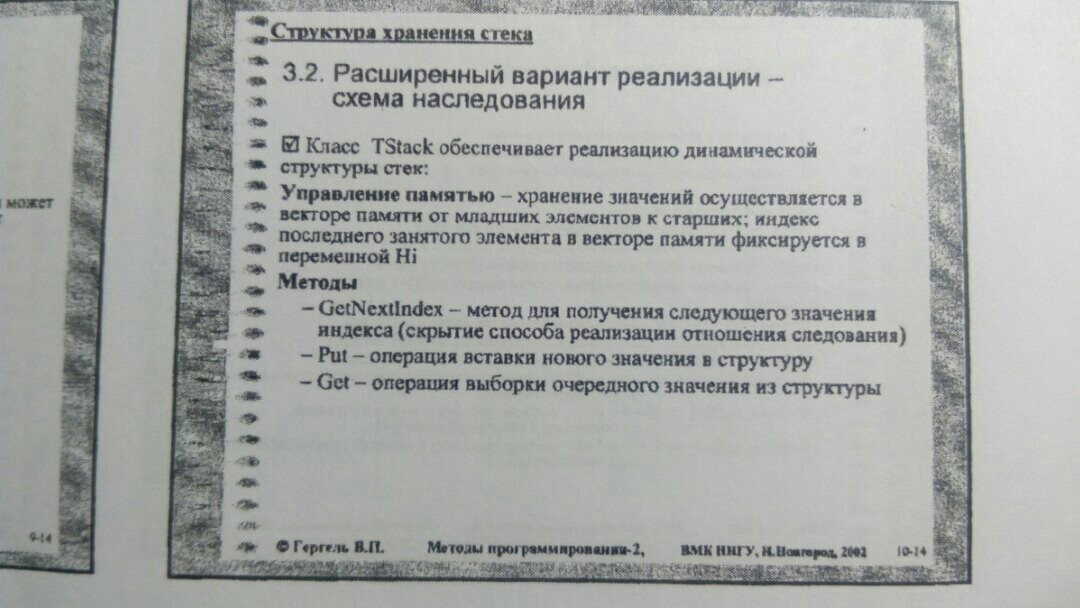 может
9-14
Структура хранения стека
3.2. Расширенный вариант реализации –
схема наследования
☑ Класс TStack обеспечивает реализацию динамической
структуры стек:
Управление памятью – хранение значений осуществляется в
векторе памяти от младших элементов к старших; индекс
последнего занятого элемента в векторе памяти фиксируется в
переменной Hi
Методы
– GetNextIndex – метод для получения следующего значения
индекса (скрытие способа реализации отношения следования)
– Put – операция вставки нового значения в структуру
– Get – операция выборки очередного значения из структуры
© Гергель В.П. Методы программирования-2, ВМК ННГУ, Н.Новгород, 2002 10-14